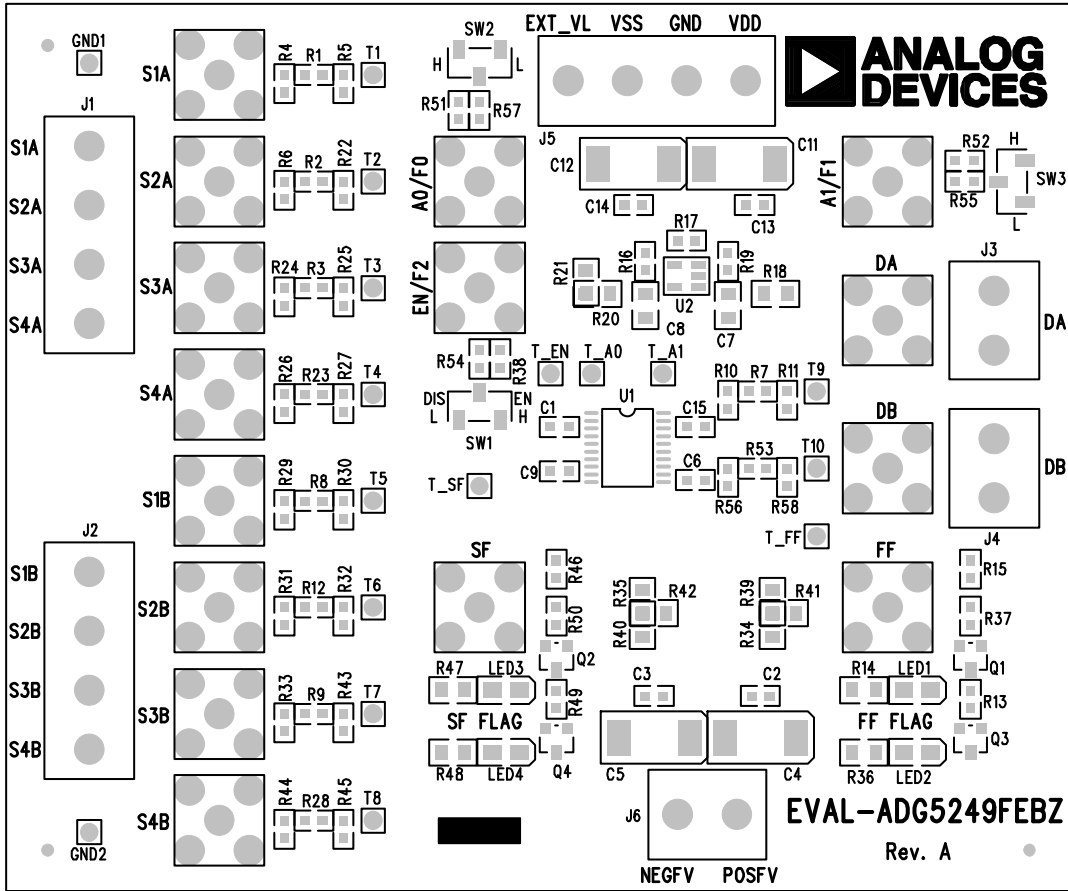 EXT_VL VSS GND VDD
ANALOG
DEVICES
GND1
S1A
R4
R1
R5
T1
SW2
H
L
R51
R57
J5
J1
S1A
S2A
S3A
S4A
S2A
R6
R2
R22
T2
A0/F0
C12
C11
C14
C13
A1/F1
R52
R55
H
SW3
L
S3A
R24
R3
R25
T3
EN/F2
R17
R16
R19
R21
R20
U2
C8
C7
R18
DA
J3
DA
S4A
R26
R23
R27
T4
R54
R38
DIS
EN
L
H
SW1
T_EN
T_A0
T_A1
U1
C1
C15
C9
C6
R10
R7
R11
T9
R53
T10
R56
R58
DB
DB
J4
S1B
R29
R8
R30
T5
T_SF
T_FF
J2
S1B
S2B
S3B
S4B
S2B
R31
R12
R32
T6
SF
R46
R50
Q2
R35
R42
R40
R39
R41
R34
FF
R15
R37
Q1
S3B
R33
R9
R43
T7
R47
LED3
R49
SF FLAG
R48
LED4
Q4
C3
C2
C5
C4
R14
LED1
R13
FF FLAG
R36
LED2
Q3
S4B
R44
R28
R45
T8
GND2
J6
NEGFV POSFV
EVAL-ADG5249FEBZ
Rev. A